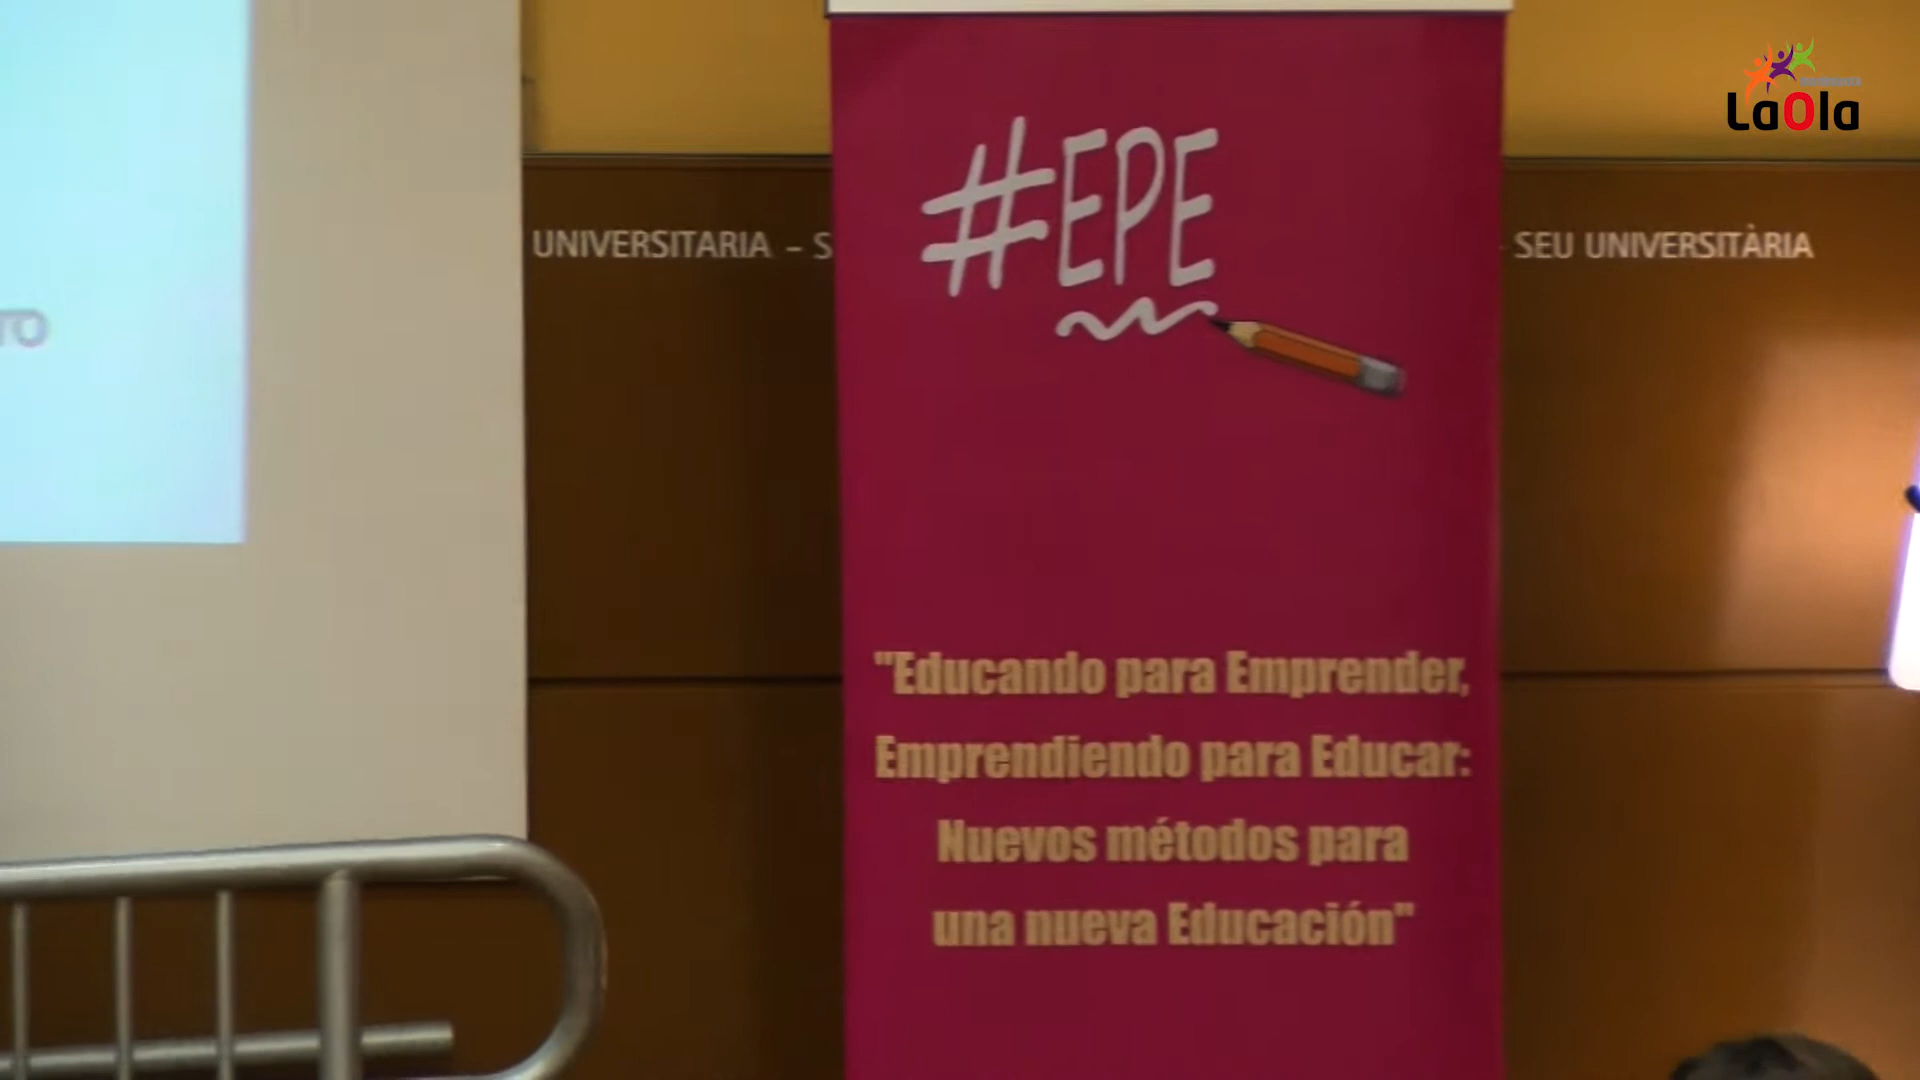 LaOla
#EPE
UNIVERSITARIA - S
SEU UNIVERSITÀRIA
"Educando para Emprender,
Emprendiendo para Educar:
Nuevos métodos para
una nueva Educación"